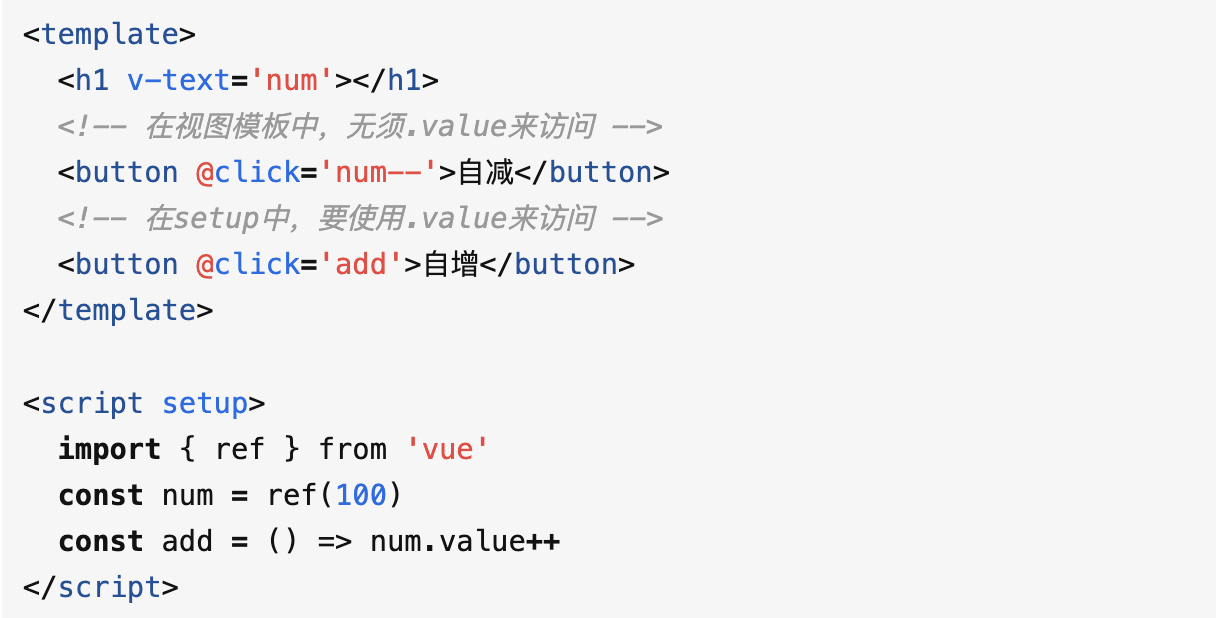 <template>
  <h1 v-text='num'></h1>
  <!-- 在视图模板中，无须.value来访问 -->
  <button @click='num--'>自减</button>
  <!-- 在setup中，要使用.value来访问 -->
  <button @click='add'>自增</button>
</template>

<script setup>
  import { ref } from 'vue'
  const num = ref(100)
  const add = () => num.value++
</script>